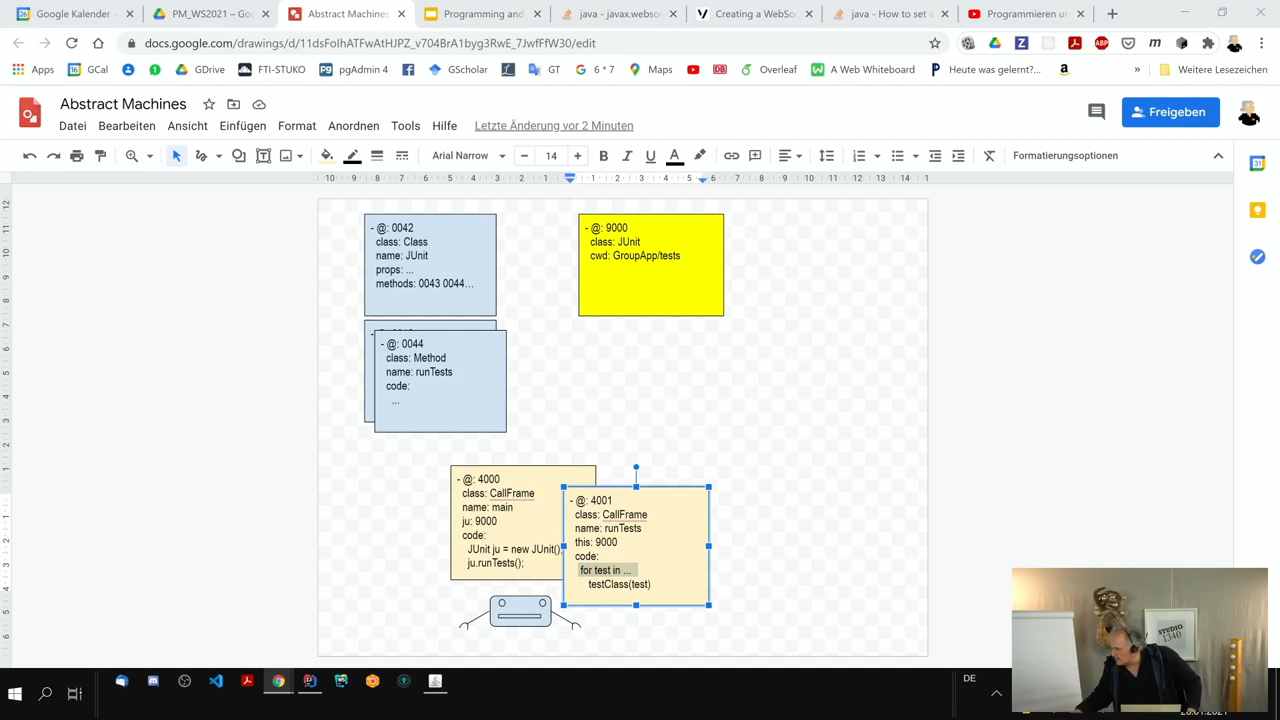 Google Kalender -
PM_WS2021 – Goo
Abstract Machines
Programming and
java - javax.webso
Creating a WebSo
java - How to set a
Programmieren un
docs.google.com/drawings/d/
/edit
Apps
GCal
GDrive
FTI-STUKO
pgAdmin 4
GScholar
GT
6 * 7
Maps
Overleaf
A Web Whiteboard
Heute was gelernt?...
»
Weitere Lesezeichen
Abstract Machines
Datei
Bearbeiten
Ansicht
Einfügen
Format
Anordnen
Tools
Hilfe
Letzte Änderung vor 2 Minuten
Freigeben
Arial Narrow
14
Formatierungsoptionen
- @: 0042
class: Class
name: JUnit
props: ...
methods: 0043 0044…
- @: 9000
class: JUnit
cwd: GroupApp/tests
- @: 0044
class: Method
name: runTests
code:
...
- @: 4000
class: CallFrame
name: main
ju: 9000
code:
JUnit ju = new JUnit()
ju.runTests();
- @: 4001
class: CallFrame
name: runTests
this: 9000
code:
for test in ...
testClass(test)
STUDIO
1340
DE